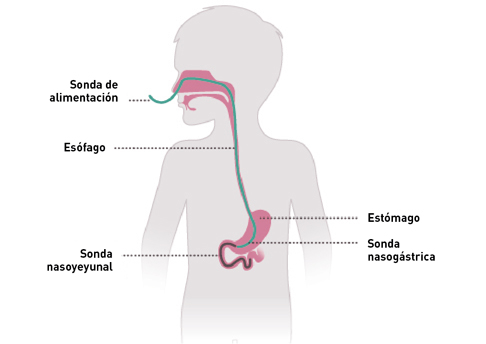 Sonda de
alimentación
Esófago
Estómago
Sonda
nasogástrica
Sonda
nasoyeyunal